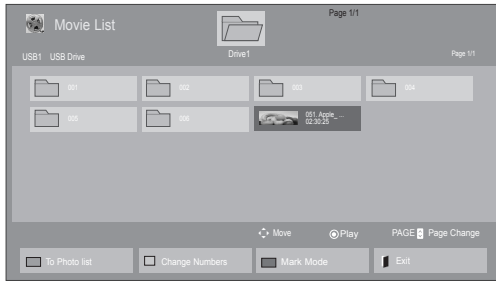 Page 1/1
Movie List
Drive1
USB1 USB Drive
Page 1/1
001
002
003
004
005
006
051. Apple_ ...
02:30:25
Move
Play
PAGE Page Change
To Photo list
Change Numbers
Mark Mode
Exit